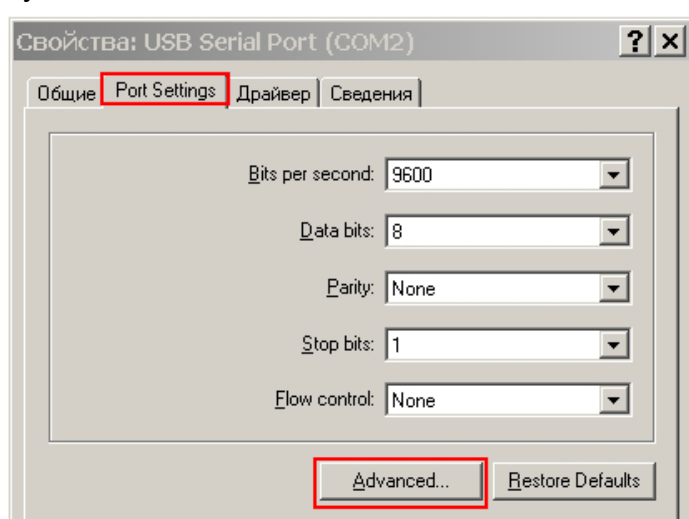 Свойства: USB Serial Port (COM2)
Общие Port Settings Драйвер Сведения
Bits per second: 9600
Data bits: 8
Parity: None
Stop bits: 1
Flow control: None
Advanced... Restore Defaults